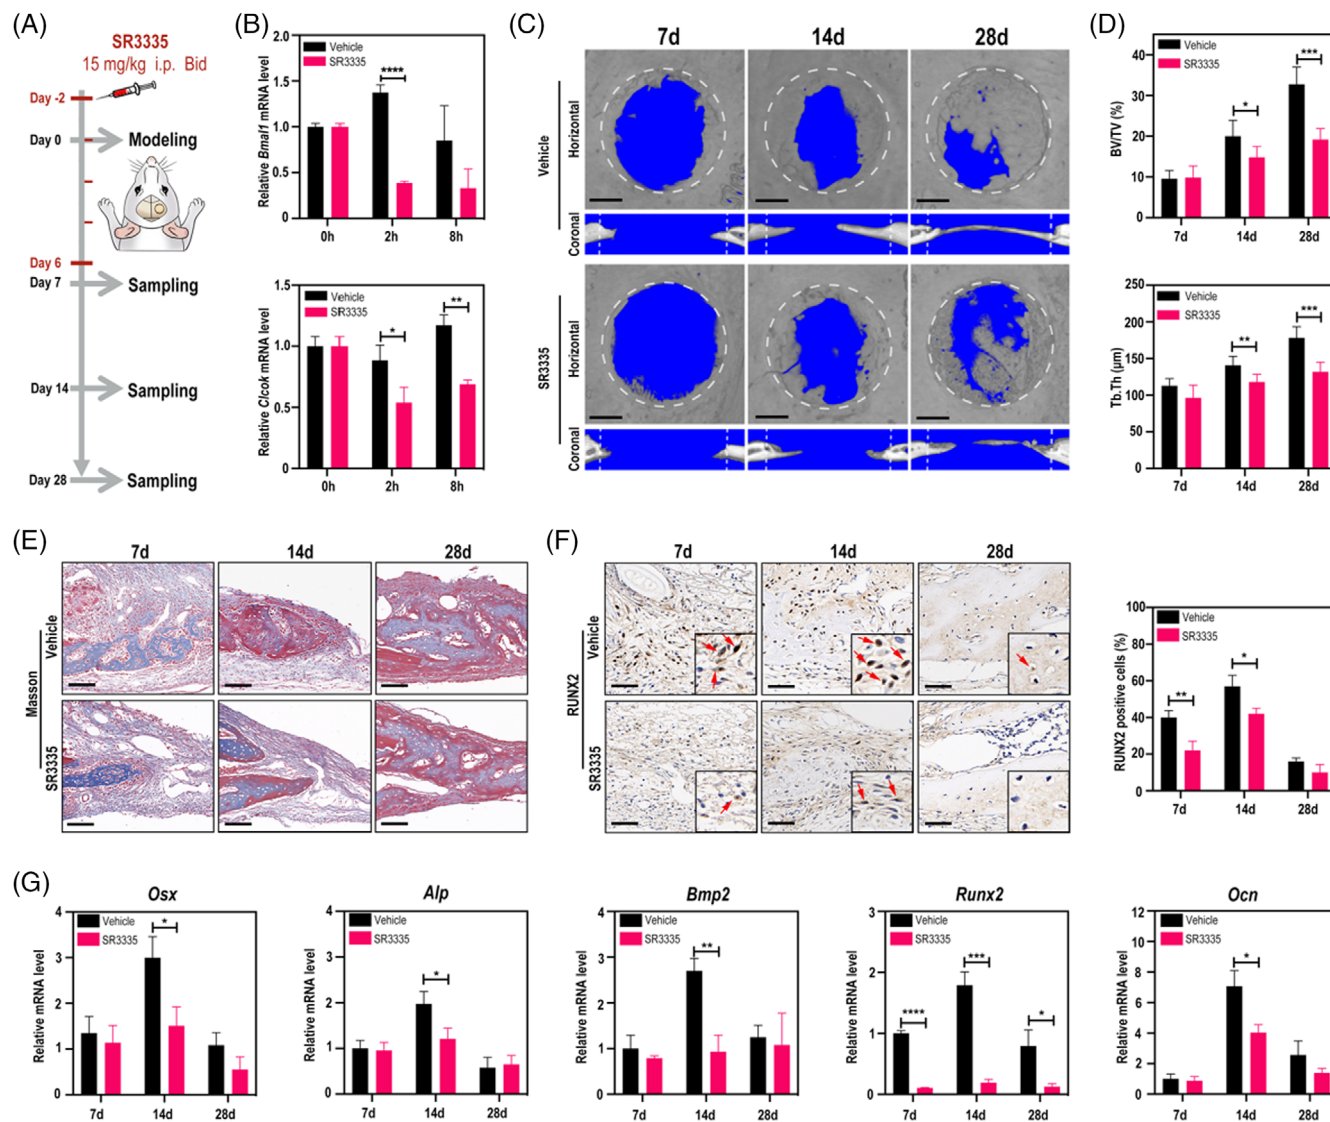 (A)
SR3335
15 mg/kg i.p. Bid
Day -2
Day 0
Modeling
Day 6
Day 7
Sampling
Day 14
Sampling
Day 28
Sampling
(B)
Relative Bmal1 mRNA level
2.0
1.5
1.0
0.5
0
Vehicle
SR3335
****
0h
2h
8h
Relative Clcok mRNA level
1.5
1.0
0.5
0
Vehicle
SR3335
*
**
0h
2h
8h
(C)
7d
14d
28d
Vehicle
Horizontal
Coronal
SR3335
Horizontal
Coronal
(D)
BV/TV (%)
40
30
20
10
0
Vehicle
SR3335
*
***
7d
14d
28d
Tb.Th (μm)
250
200
150
100
50
0
Vehicle
SR3335
**
***
7d
14d
28d
(E)
7d
14d
28d
Masson
Vehicle
SR3335
(F)
7d
14d
28d
RUNX2
Vehicle
SR3335
RUNX2 positive cells (%)
100
80
60
40
20
0
Vehicle
SR3335
**
*
7d
14d
28d
(G)
Osx
Relative mRNA level
4
3
2
1
0
Vehicle
SR3335
*
7d
14d
28d
Alp
Relative mRNA level
4
3
2
1
0
Vehicle
SR3335
*
7d
14d
28d
Bmp2
Relative mRNA level
4
3
2
1
0
Vehicle
SR3335
**
7d
14d
28d
Runx2
Relative mRNA level
3
2
1
0
Vehicle
SR3335
****
***
*
7d
14d
28d
Ocn
Relative mRNA level
12
10
8
6
4
2
0
Vehicle
SR3335
*
7d
14d
28d